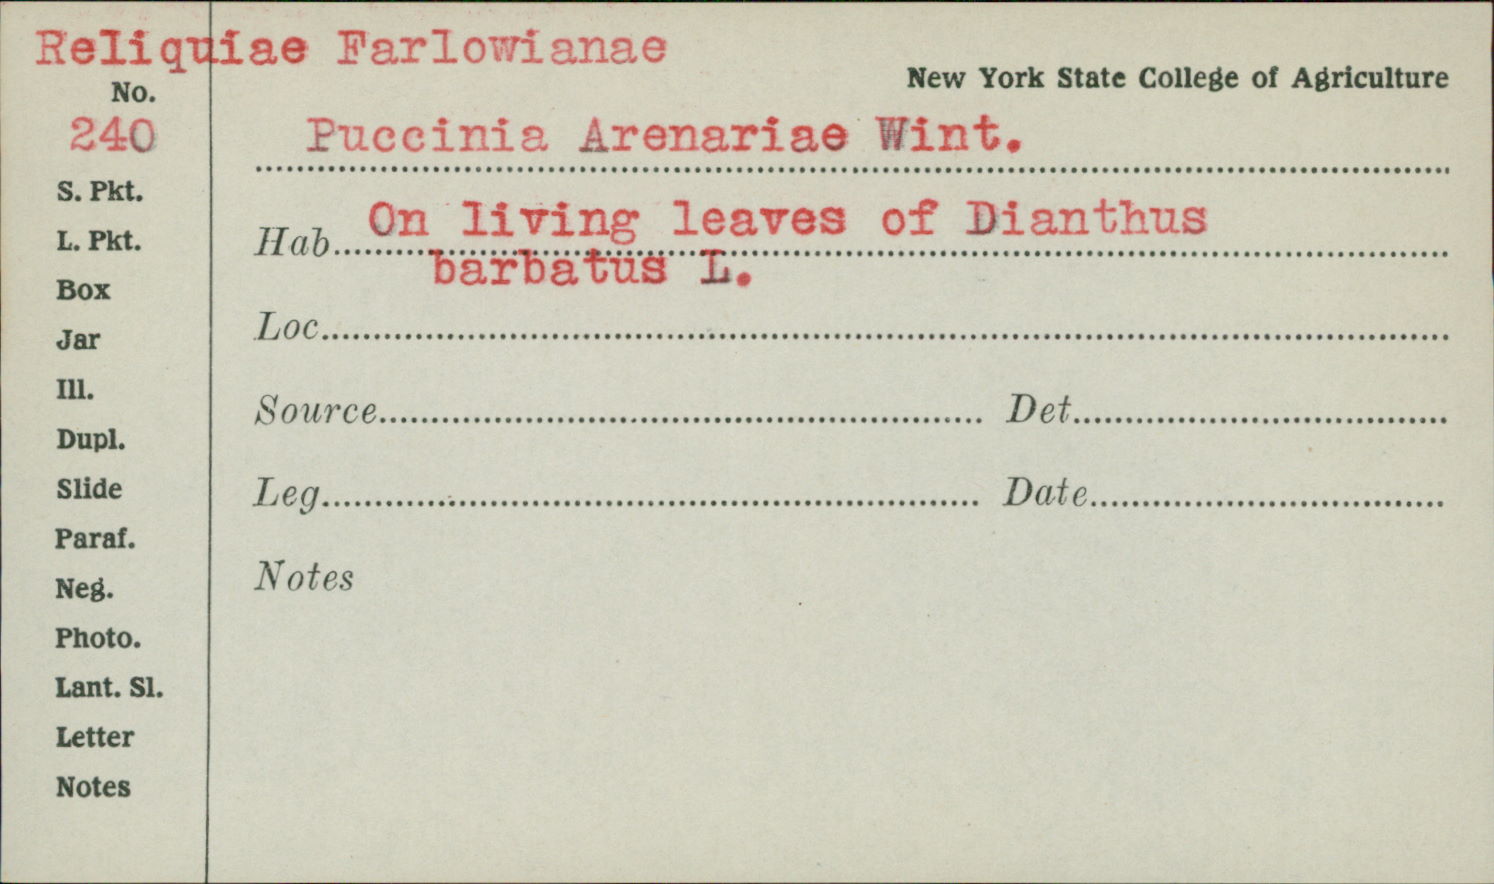 Reliquiae Farlowianae
New York State College of Agriculture
No.
240
Puccinia Arenariae Wint.
S. Pkt.
L. Pkt.
Box
Jar
Ill.
Dupl.
Slide
Paraf.
Neg.
Photo.
Lant. Sl.
Letter
Notes
Hab. On living leaves of Dianthus
barbatus L.
Loc.
Source Det.
Leg. Date
Notes